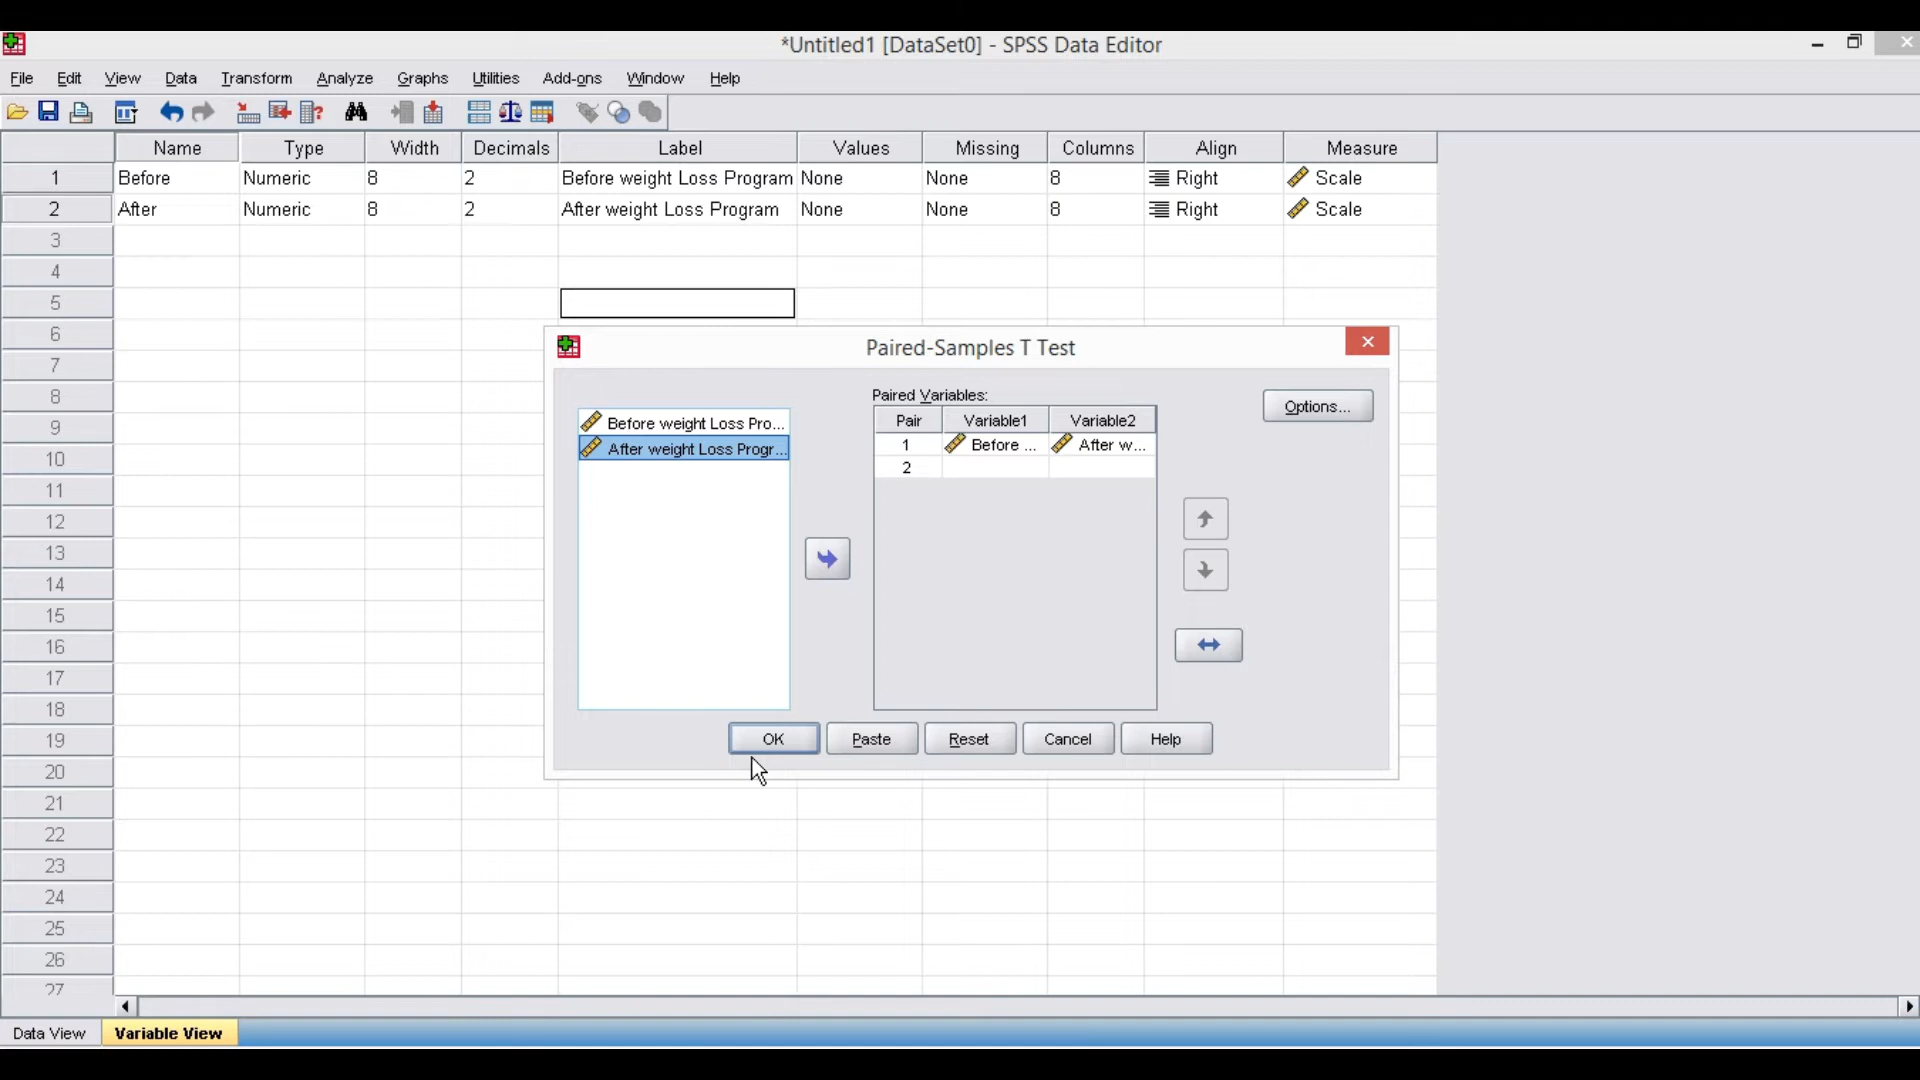 *Untitled1 [DataSet0] - SPSS Data Editor
File Edit View Data Transform Analyze Graphs Utilities Add-ons Window Help
Name Type Width Decimals Label Values Missing Columns Align Measure
1 Before Numeric 8 2 Before weight Loss Program None None 8 Right Scale
2 After Numeric 8 2 After weight Loss Program None None 8 Right Scale
3
4
5
6
7
8
9
10
11
12
13
14
15
16
17
18
19
20
21
22
23
24
25
26
27
Paired-Samples T Test
Before weight Loss Pro...
After weight Loss Progr...
Paired Variables:
Pair Variable1 Variable2
1 Before ... After w...
2
Options...
OK Paste Reset Cancel Help
Data View Variable View